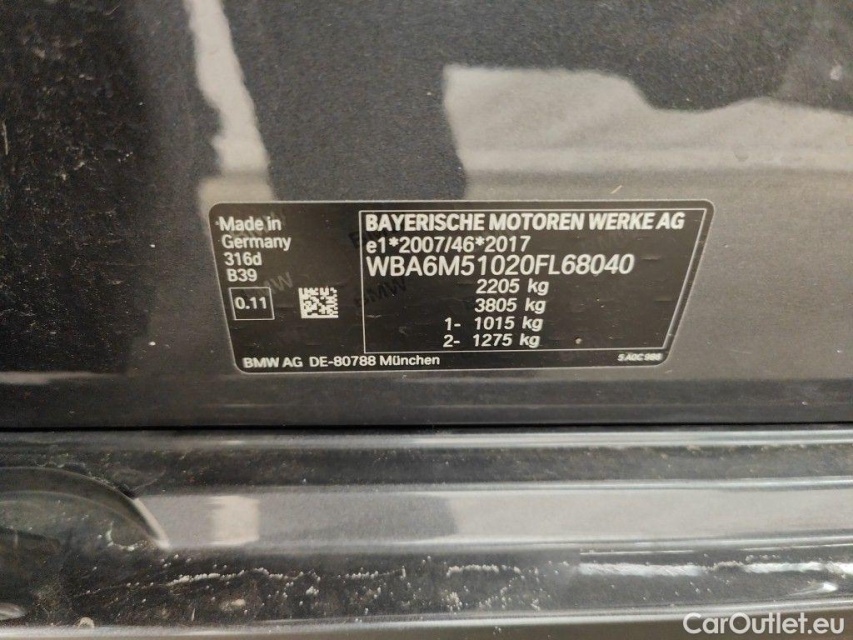 Made in
Germany
316d
B39
0.11
BAYERISCHE MOTOREN WERKE AG
e1*2007/46*2017
WBA6M51020FL68040
2205 kg
3805 kg
1- 1015 kg
2- 1275 kg
BMW AG DE-80788 München
CarOutlet.eu